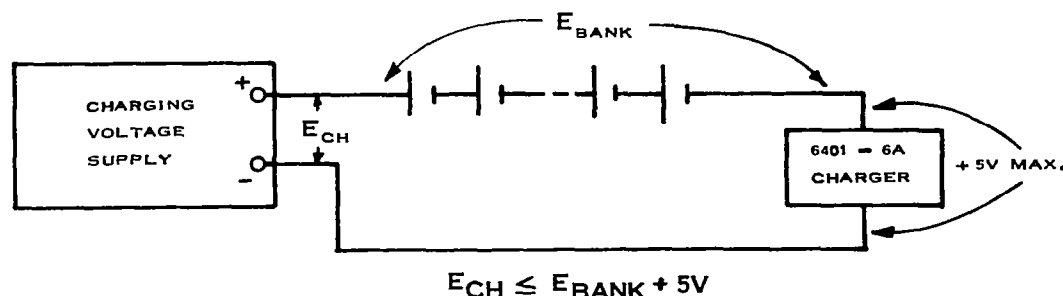 E BANK
+
CHARGING
VOLTAGE
SUPPLY
E CH
-
6401 - 6A
CHARGER
+ 5V MAX.
E CH ≤ E BANK + 5V